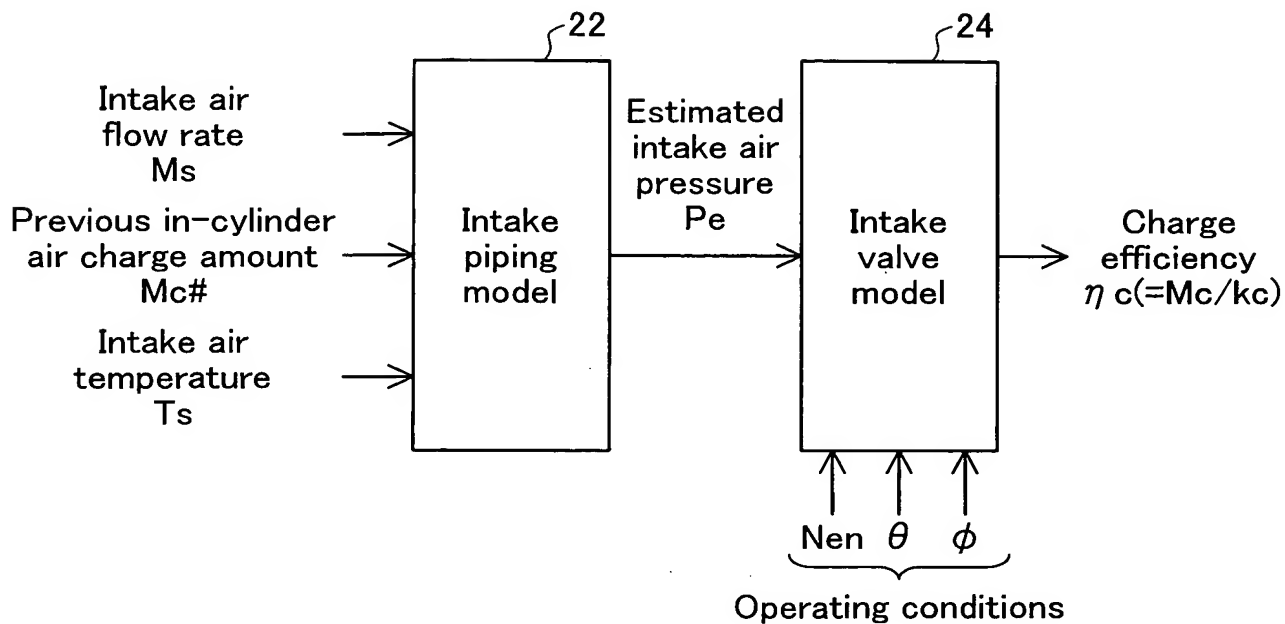 22
24
Intake air
flow rate
Ms
Previous in-cylinder
air charge amount
Mc#
Intake air
temperature
Ts
Intake
piping
model
Estimated
intake air
pressure
Pe
Intake
valve
model
Charge
efficiency
η c(=Mc/kc)
Nen θ ϕ
Operating conditions